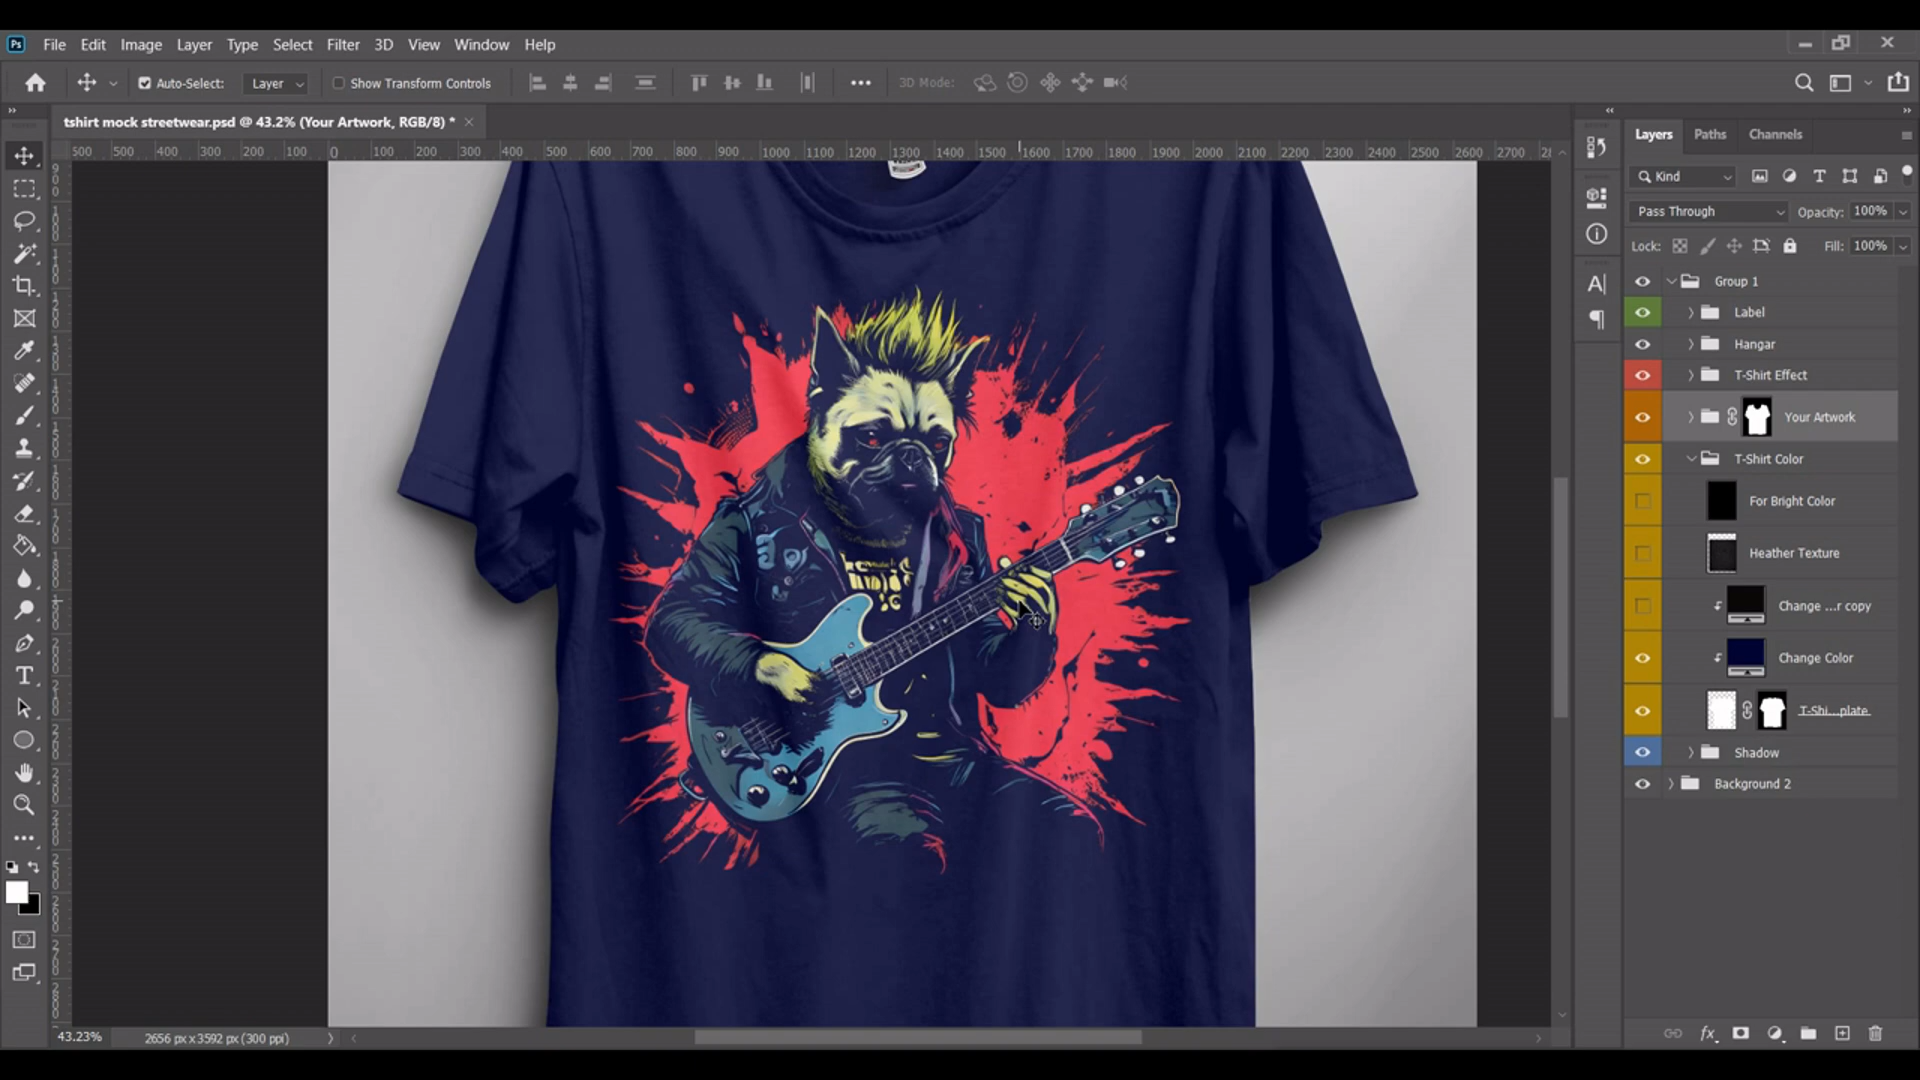 Ps File Edit Image Layer Type Select Filter 3D View Window Help
Auto-Select: Layer Show Transform Controls 3D Mode:
tshirt mock streetwear.psd @ 43.2% (Your Artwork, RGB/8) *
500 500 400 300 200 100 0 100 200 300 400 500 600 700 800 900 1000 1100 1200 1300 1400 1500 1600 1700 1800 1900 2000 2100 2200 2300 2400 2500 2600 2700
Layers Paths Channels
Kind
Pass Through Opacity: 100%
Lock: Fill: 100%
Group 1
Label
Hangar
T-Shirt Effect
Your Artwork
T-Shirt Color
For Bright Color
Heather Texture
Change ...r copy
Change Color
T-Shi...plate
Shadow
Background 2
43.23% 2656 px x 3592 px (300 ppi)
fx